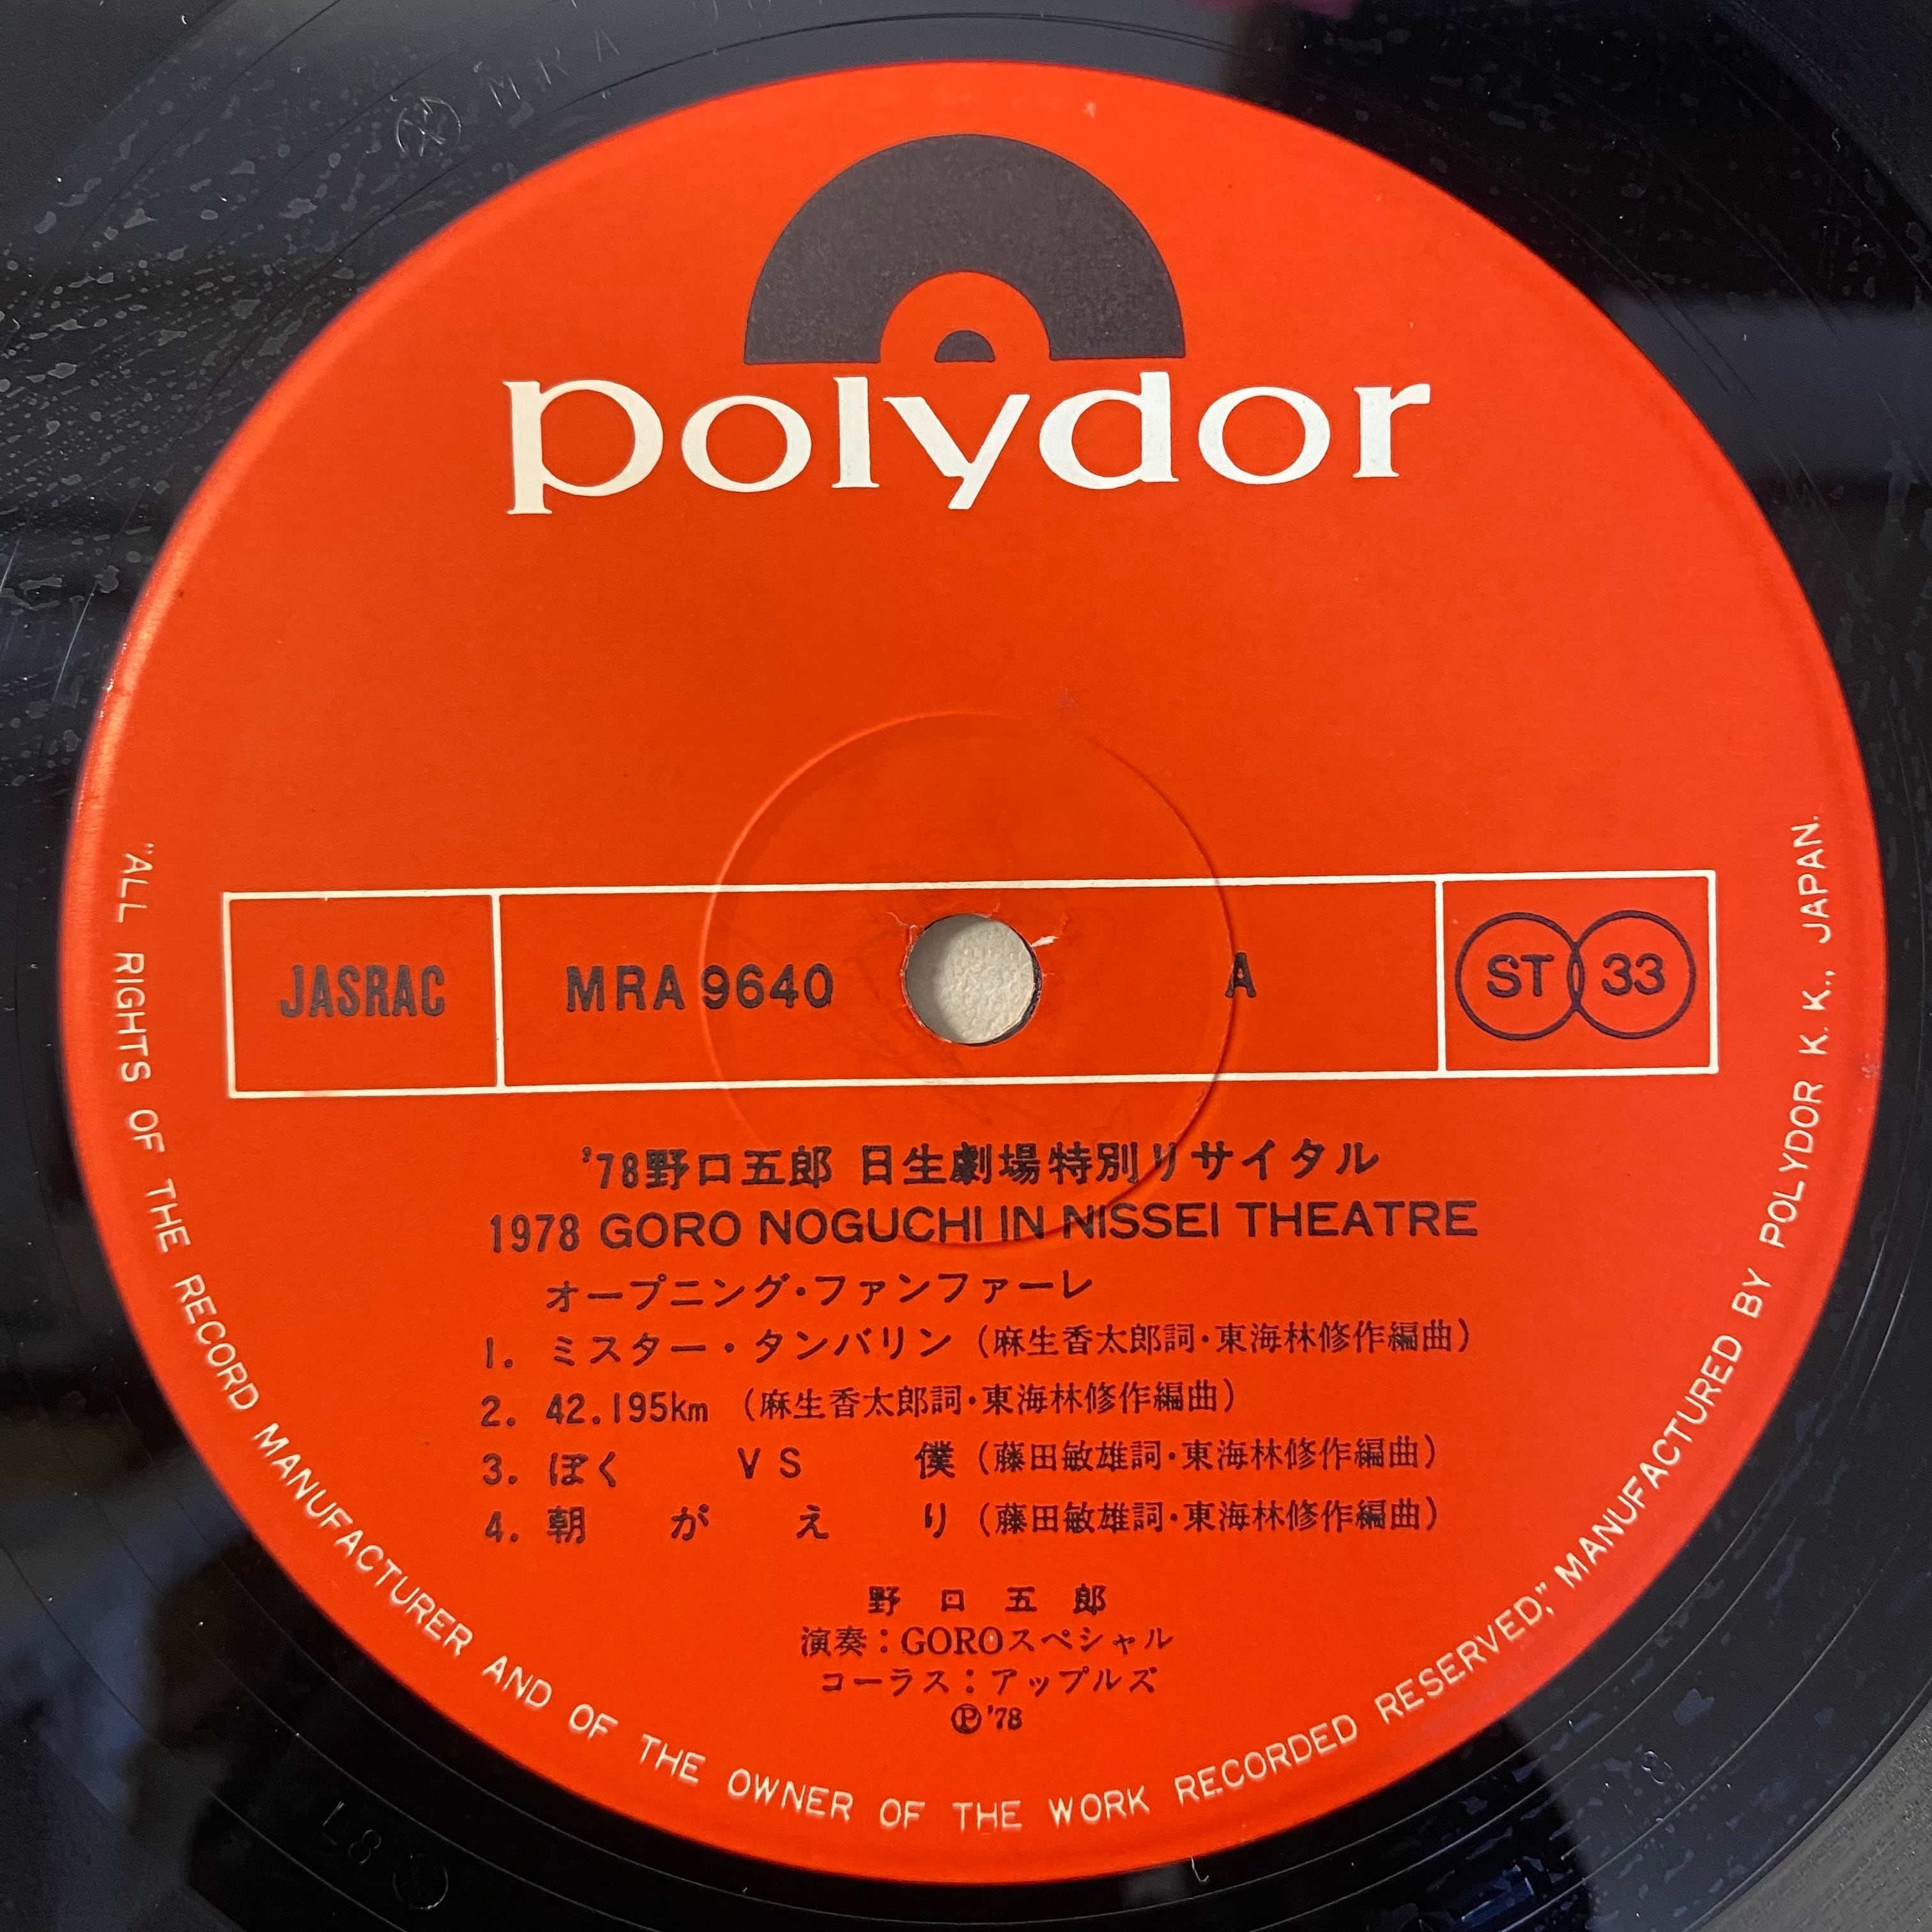 polydor
JASRAC
MRA 9640
A
ST 33
'78野口五郎 日生劇場特別リサイタル
1978 GORO NOGUCHI IN NISSEI THEATRE
オープニング・ファンファーレ
1. ミスター・タンバリン (麻生香太郎詞・東海林修作編曲)
2. 42.195km (麻生香太郎詞・東海林修作編曲)
3. ぼく VS 僕 (藤田敏雄詞・東海林修作編曲)
4. 朝がえり (藤田敏雄詞・東海林修作編曲)
野口五郎
演奏:GOROスペシャル
コーラス:アップルズ
Ⓟ'78
"ALL RIGHTS OF THE RECORD MANUFACTURER AND OF THE OWNER OF THE WORK RECORDED RESERVED," MANUFACTURED BY POLYDOR K. K., JAPAN.
MRA
L8